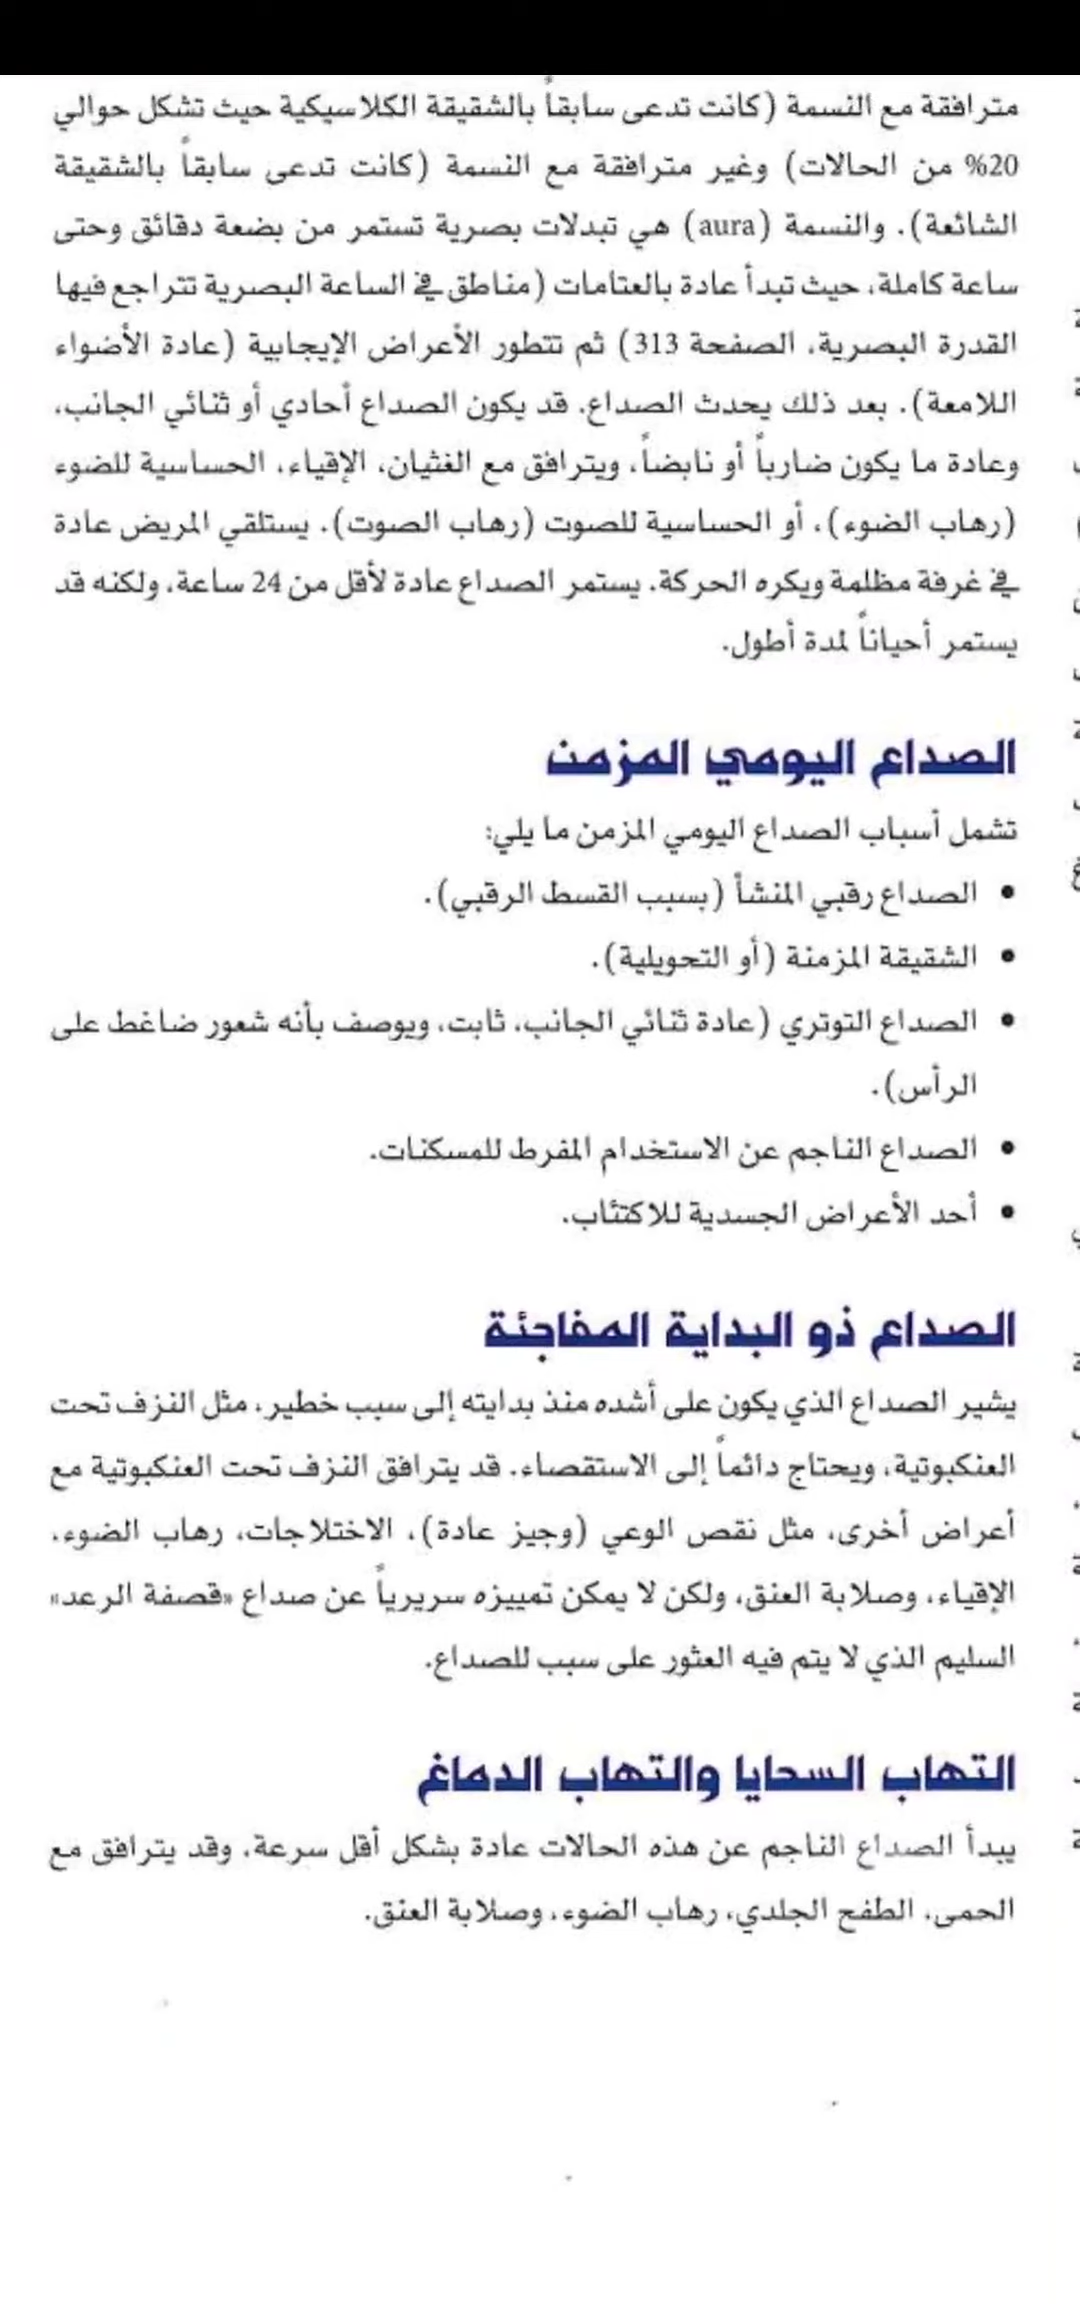 مترافقة مع النسمة (كانت تدعى سابقاً بالشقيقة الكلاسيكية حيث تشكل حوالي
20% من الحالات) وغير مترافقة مع النسمة (كانت تدعى سابقاً بالشقيقة
الشائعة). والنسمة (aura) هي تبدلات بصرية تستمر من بضعة دقائق وحتى
ساعة كاملة، حيث تبدأ عادة بالعتامات (مناطق في الساعة البصرية تتراجع فيها
القدرة البصرية، الصفحة 313) ثم تتطور الأعراض الإيجابية (عادة الأضواء
اللامعة). بعد ذلك يحدث الصداع. قد يكون الصداع أحادي أو ثنائي الجانب،
وعادة ما يكون ضارباً أو نابضاً، ويترافق مع الغثيان، الإقياء، الحساسية للضوء
(رهاب الضوء)، أو الحساسية للصوت (رهاب الصوت). يستلقي المريض عادة
في غرفة مظلمة ويكره الحركة. يستمر الصداع عادة لأقل من 24 ساعة، ولكنه قد
يستمر أحياناً لمدة أطول.
الصداع اليومي المزمن
تشمل أسباب الصداع اليومي المزمن ما يلي:
• الصداع رقبي المنشأ (بسبب القسط الرقبي).
• الشقيقة المزمنة (أو التحويلية).
• الصداع التوتري (عادة ثنائي الجانب، ثابت، ويوصف بأنه شعور ضاغط على
الرأس).
• الصداع الناجم عن الاستخدام المفرط للمسكنات.
• أحد الأعراض الجسدية للاكتئاب.
الصداع ذو البداية المفاجئة
يشير الصداع الذي يكون على أشده منذ بدايته إلى سبب خطير، مثل النزف تحت
العنكبوتية، ويحتاج دائماً إلى الاستقصاء. قد يترافق النزف تحت العنكبوتية مع
أعراض أخرى، مثل نقص الوعي (وجيز عادة)، الاختلاجات، رهاب الضوء،
الإقياء، وصلابة العنق، ولكن لا يمكن تمييزه سريرياً عن صداع «قصفة الرعد»
السليم الذي لا يتم فيه العثور على سبب للصداع.
التهاب السحايا والتهاب الدماغ
يبدأ الصداع الناجم عن هذه الحالات عادة بشكل أقل سرعة، وقد يترافق مع
الحمى، الطفح الجلدي، رهاب الضوء، وصلابة العنق.